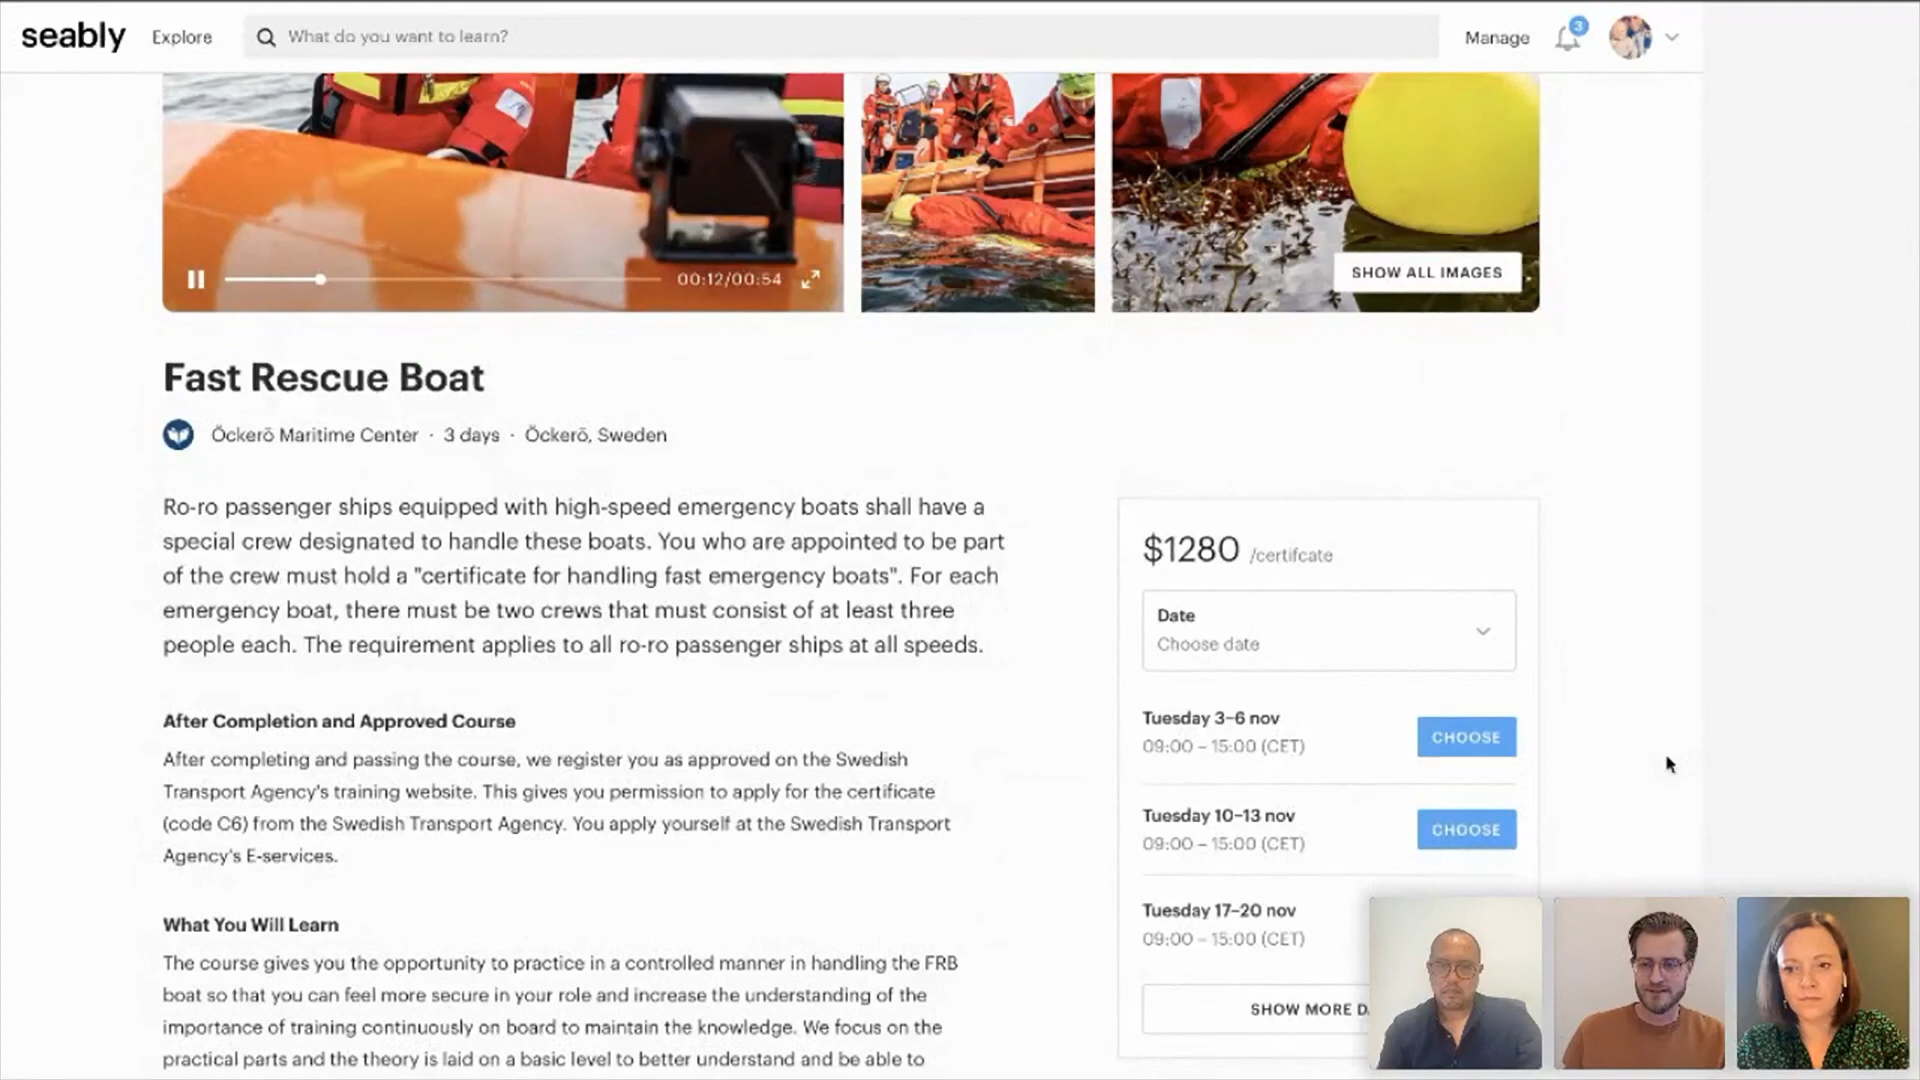 seably
Explore
What do you want to learn?
Manage
3
00:12/00:54
SHOW ALL IMAGES
Fast Rescue Boat
Öckerö Maritime Center · 3 days · Öckerö, Sweden
Ro-ro passenger ships equipped with high-speed emergency boats shall have a
special crew designated to handle these boats. You who are appointed to be part
of the crew must hold a "certificate for handling fast emergency boats". For each
emergency boat, there must be two crews that must consist of at least three
people each. The requirement applies to all ro-ro passenger ships at all speeds.
After Completion and Approved Course
After completing and passing the course, we register you as approved on the Swedish
Transport Agency's training website. This gives you permission to apply for the certificate
(code C6) from the Swedish Transport Agency. You apply yourself at the Swedish Transport
Agency's E-services.
What You Will Learn
The course gives you the opportunity to practice in a controlled manner in handling the FRB
boat so that you can feel more secure in your role and increase the understanding of the
importance of training continuously on board to maintain the knowledge. We focus on the
practical parts and the theory is laid on a basic level to better understand and be able to
$1280 /certifcate
Date
Choose date
Tuesday 3–6 nov
09:00 – 15:00 (CET)
CHOOSE
Tuesday 10–13 nov
09:00 – 15:00 (CET)
CHOOSE
Tuesday 17–20 nov
09:00 – 15:00 (CET)
SHOW MORE